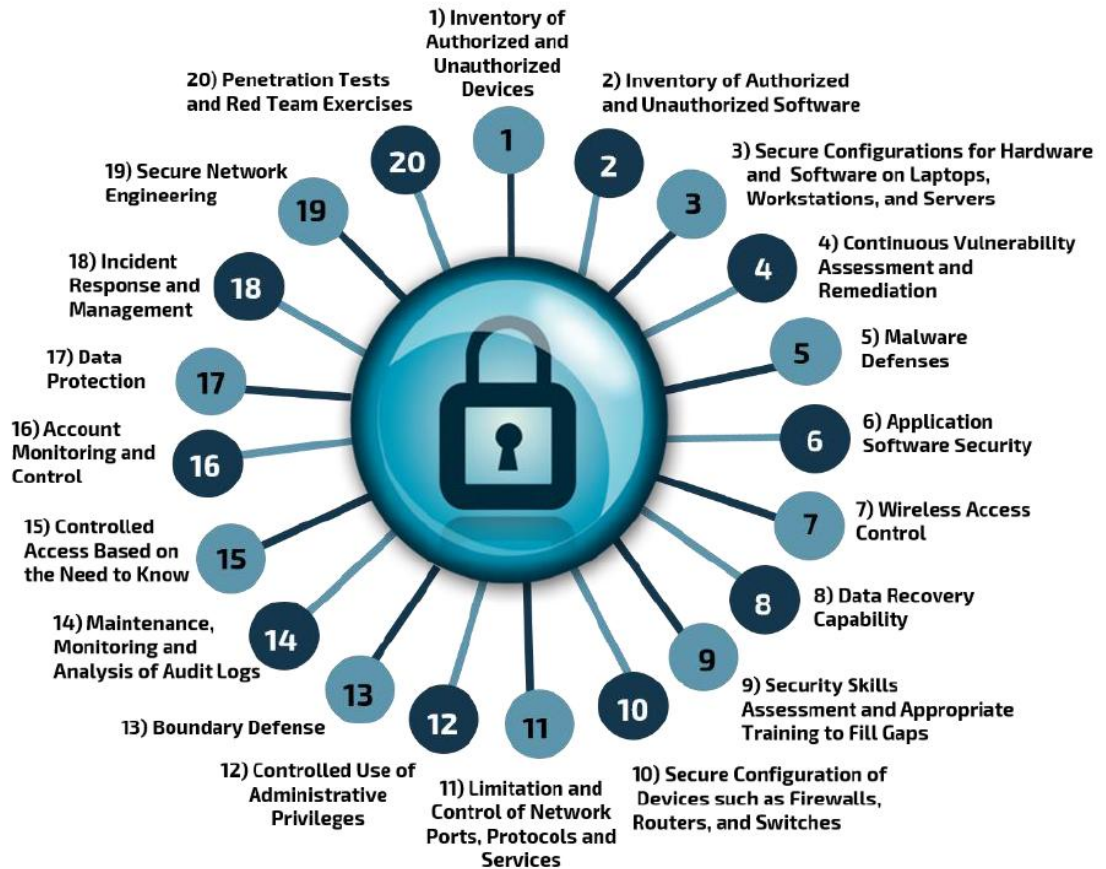 1) Inventory of
Authorized and
Unauthorized
Devices
1
2) Inventory of Authorized
and Unauthorized Software
2
3) Secure Configurations for Hardware
and Software on Laptops,
Workstations, and Servers
3
4) Continuous Vulnerability
Assessment and
Remediation
4
5) Malware
Defenses
5
6) Application
Software Security
6
7) Wireless Access
Control
7
8) Data Recovery
Capability
8
9) Security Skills
Assessment and Appropriate
Training to Fill Gaps
9
10) Secure Configuration of
Devices such as Firewalls,
Routers, and Switches
10
11) Limitation and
Control of Network
Ports, Protocols and
Services
11
12) Controlled Use of
Administrative
Privileges
12
13) Boundary Defense
13
14) Maintenance,
Monitoring and
Analysis of Audit Logs
14
15) Controlled
Access Based on
the Need to Know
15
16) Account
Monitoring and
Control
16
17) Data
Protection
17
18) Incident
Response and
Management
18
19) Secure Network
Engineering
19
20) Penetration Tests
and Red Team Exercises
20